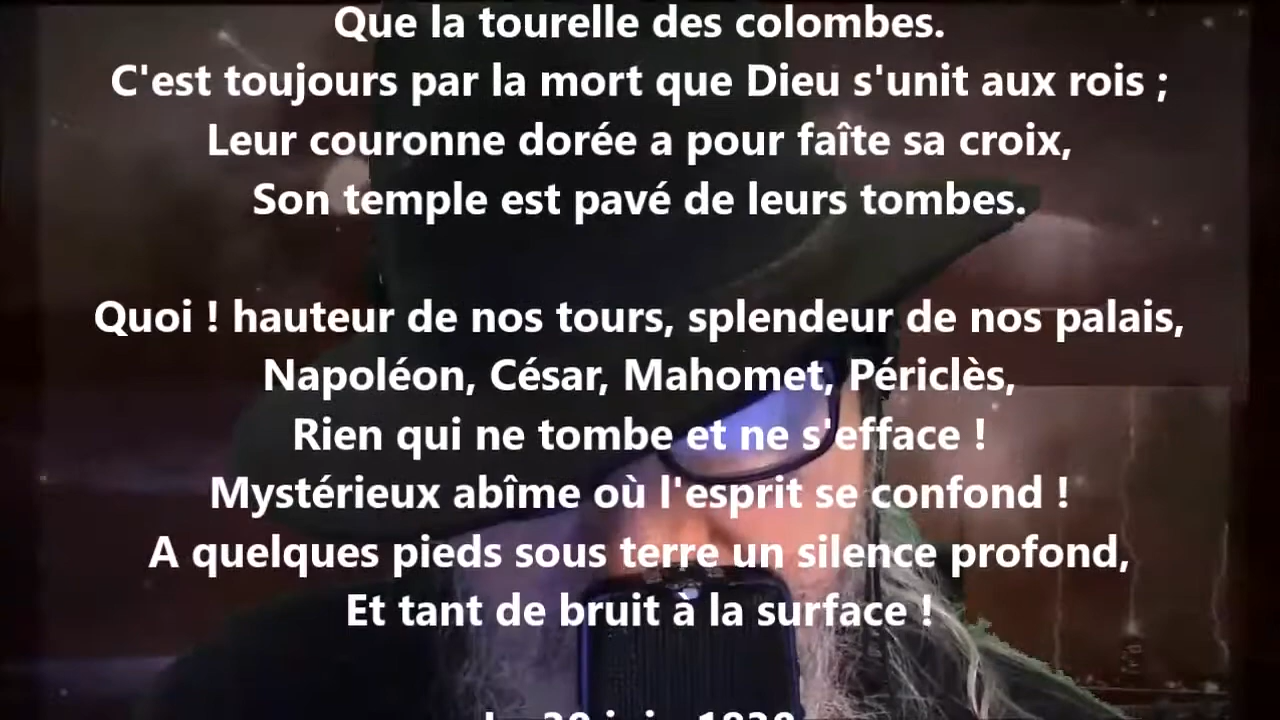 Que la tourelle des colombes.
C'est toujours par la mort que Dieu s'unit aux rois ;
Leur couronne dorée a pour faîte sa croix,
Son temple est pavé de leurs tombes.
Quoi ! hauteur de nos tours, splendeur de nos palais,
Napoléon, César, Mahomet, Périclès,
Rien qui ne tombe et ne s'efface !
Mystérieux abîme où l'esprit se confond !
A quelques pieds sous terre un silence profond,
Et tant de bruit à la surface !